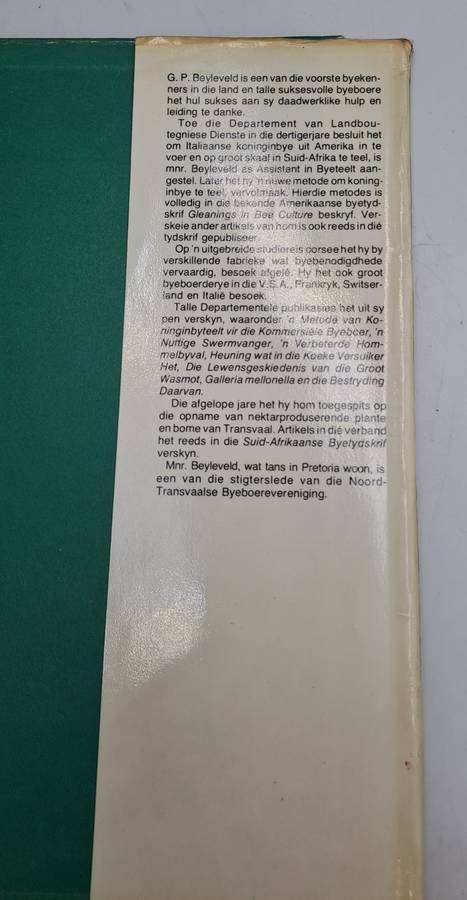 G. P. Beyleveld is een van die voorste byeken-
ners in die land en talle suksesvolle byeboere
het hul sukses aan sy daadwerklike hulp en
leiding te danke.
Toe die Departement van Landbou-
tegniese Dienste in die dertigerjare besluit het
om Italiaanse koninginbye uit Amerika in te
voer en op groot skaal in Suid-Afrika te teel, is
mnr. Beyleveld as Assistent in Byeteelt aan-
gestel. Later het hy 'n nuwe metode om koning-
inbye te teel, vervolmaak. Hierdie metodes is
volledig in die bekende Amerikaanse byetyd-
skrif Gleanings in Bee Culture beskryf. Ver-
skeie ander artikels van hom is ook reeds in dié
tydskrif gepubliseer.
Op 'n uitgebreide studiereis oorsee het hy by
verskillende fabrieke wat byebenodigdhede
vervaardig, besoek afgelê. Hy het ook groot
byeboerderye in die V.S.A., Frankryk, Switser-
land en Italië besoek.
Talle Departementele publikasies het uit sy
pen verskyn, waaronder 'n Metode van Ko-
ninginbyteelt vir die Kommersiële Byeboer, 'n
Nuttige Swermvanger, 'n Verbeterde Hom-
melbyval, Heuning wat in die Koeke Versuiker
Het, Die Lewensgeskiedenis van die Groot
Wasmot, Galleria mellonella en die Bestryding
Daarvan.
Die afgelope jare het hy hom toegespits op
die opname van nektarproduserende plante
en bome van Transvaal. Artikels in dié verband
het reeds in die Suid-Afrikaanse Byetydskrif
verskyn.
Mnr. Beyleveld, wat tans in Pretoria woon, is
een van die stigterslede van die Noord-
Transvaalse Byeboerevereniging.